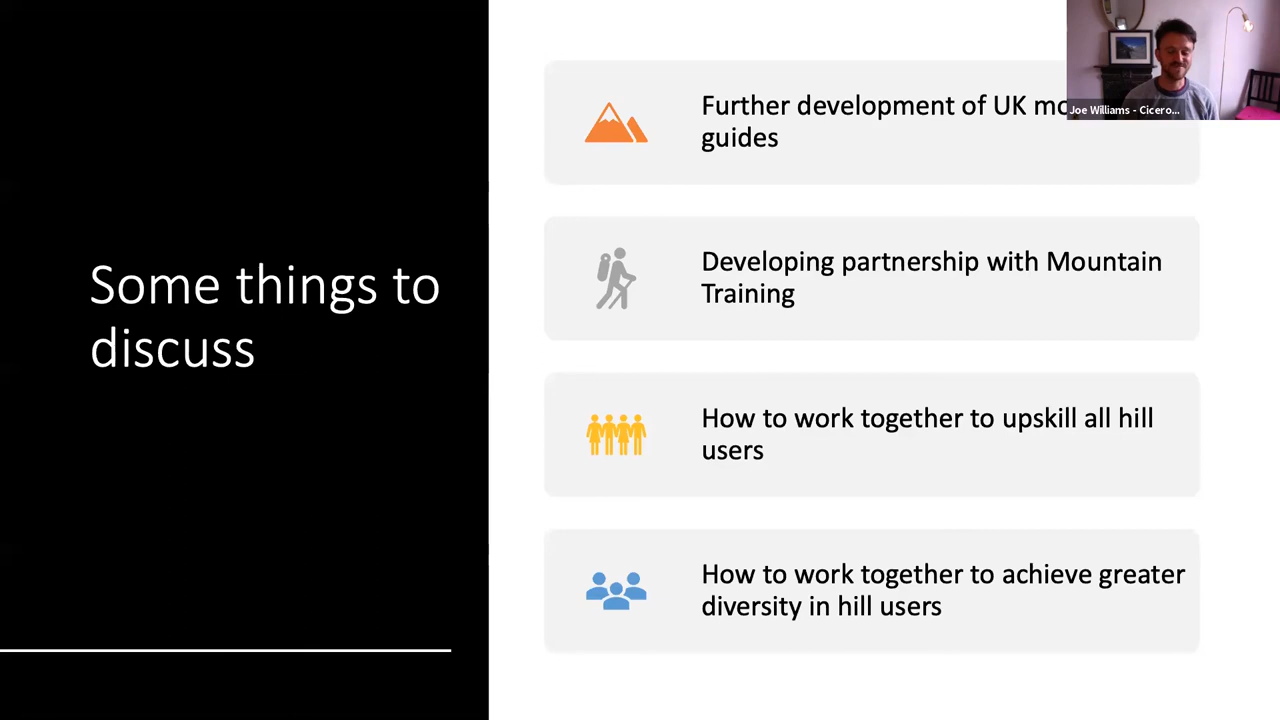 Some things to
discuss
Further development of UK
guides
Developing partnership with Mountain
Training
How to work together to upskill all hill
users
How to work together to achieve greater
diversity in hill users
Joe Williams - Cicero...